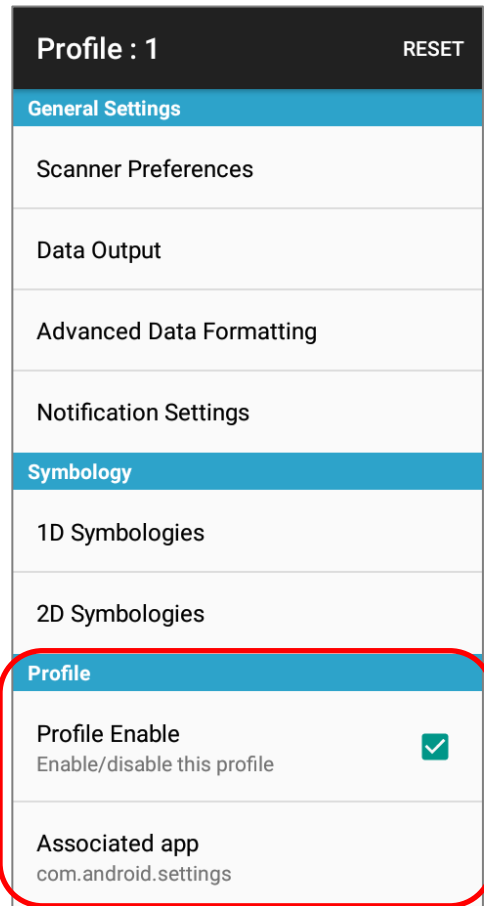 Profile : 1 RESET
General Settings
Scanner Preferences
Data Output
Advanced Data Formatting
Notification Settings
Symbology
1D Symbologies
2D Symbologies
Profile
Profile Enable
Enable/disable this profile
Associated app
com.android.settings